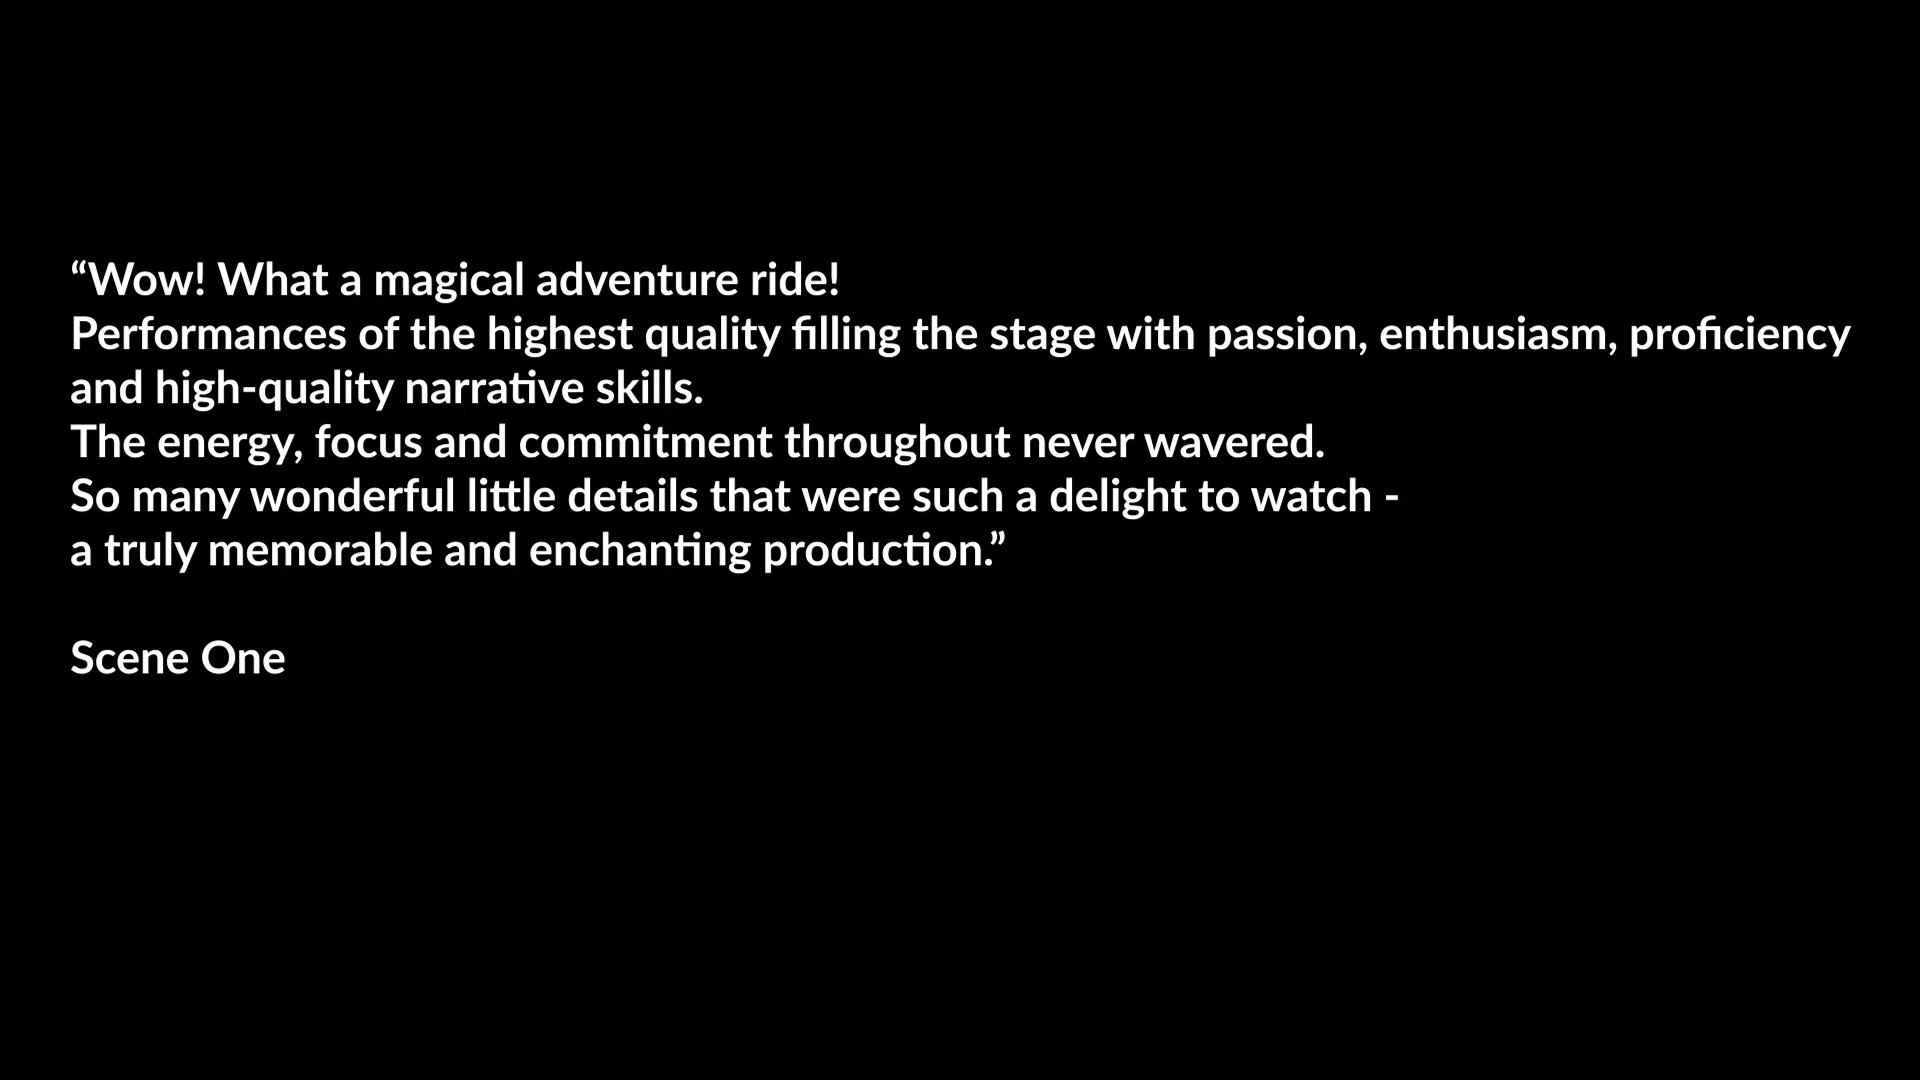 “Wow! What a magical adventure ride!
Performances of the highest quality filling the stage with passion, enthusiasm, proficiency
and high-quality narrative skills.
The energy, focus and commitment throughout never wavered.
So many wonderful little details that were such a delight to watch -
a truly memorable and enchanting production.”
Scene One